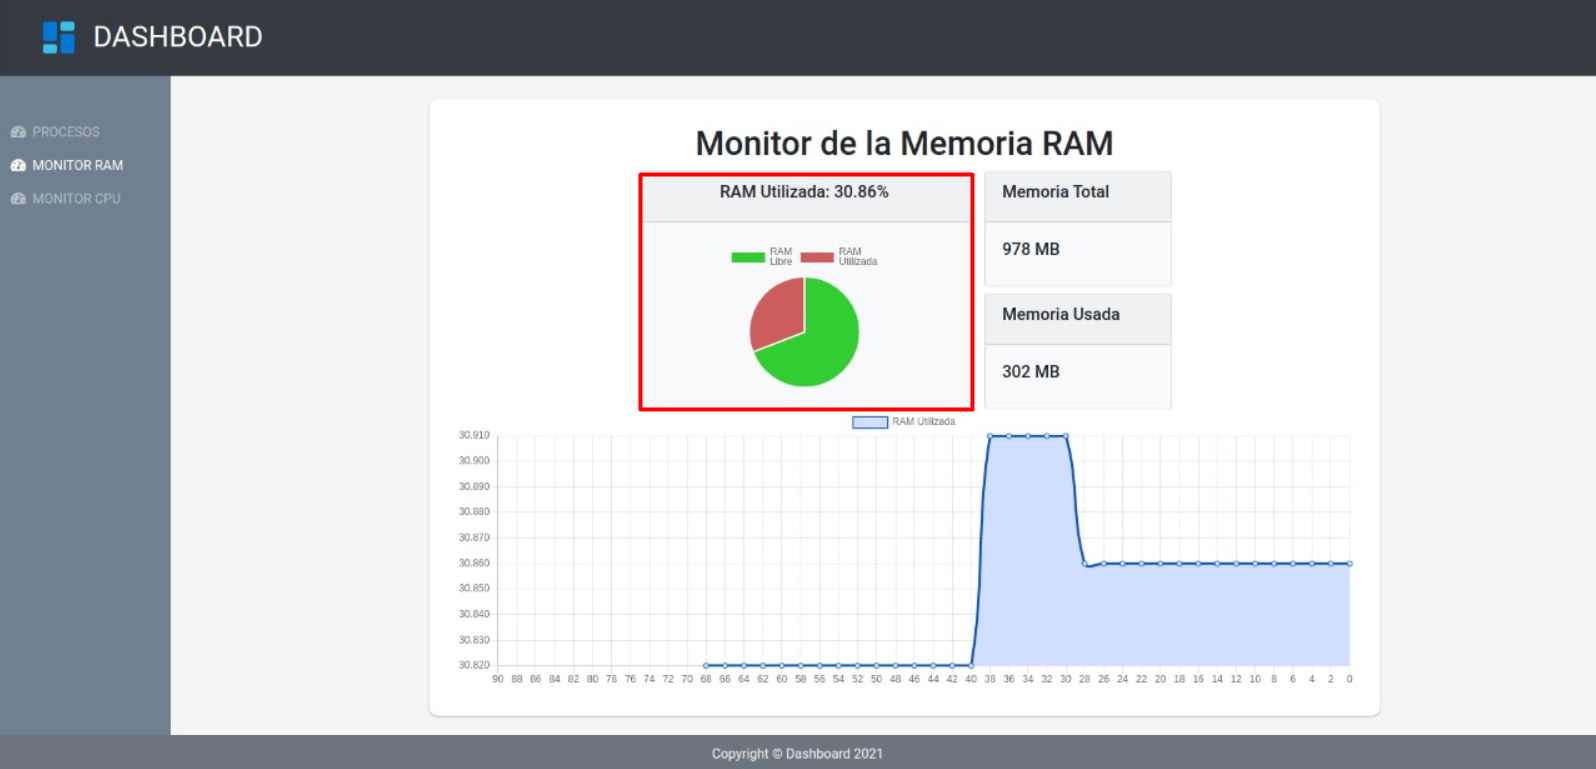 DASHBOARD
PROCESOS
MONITOR RAM
MONITOR CPU
Monitor de la Memoria RAM
RAM Utilizada: 30.86%
RAM
Libre
RAM
Utilizada
Memoria Total
978 MB
Memoria Usada
302 MB
RAM Utilizada
30.910
30.900
30.890
30.880
30.870
30.860
30.850
30.840
30.830
30.820
90 88 86 84 82 80 78 76 74 72 70 68 66 64 62 60 58 56 54 52 50 48 46 44 42 40 38 36 34 32 30 28 26 24 22 20 18 16 14 12 10 8 6 4 2 0
Copyright © Dashboard 2021